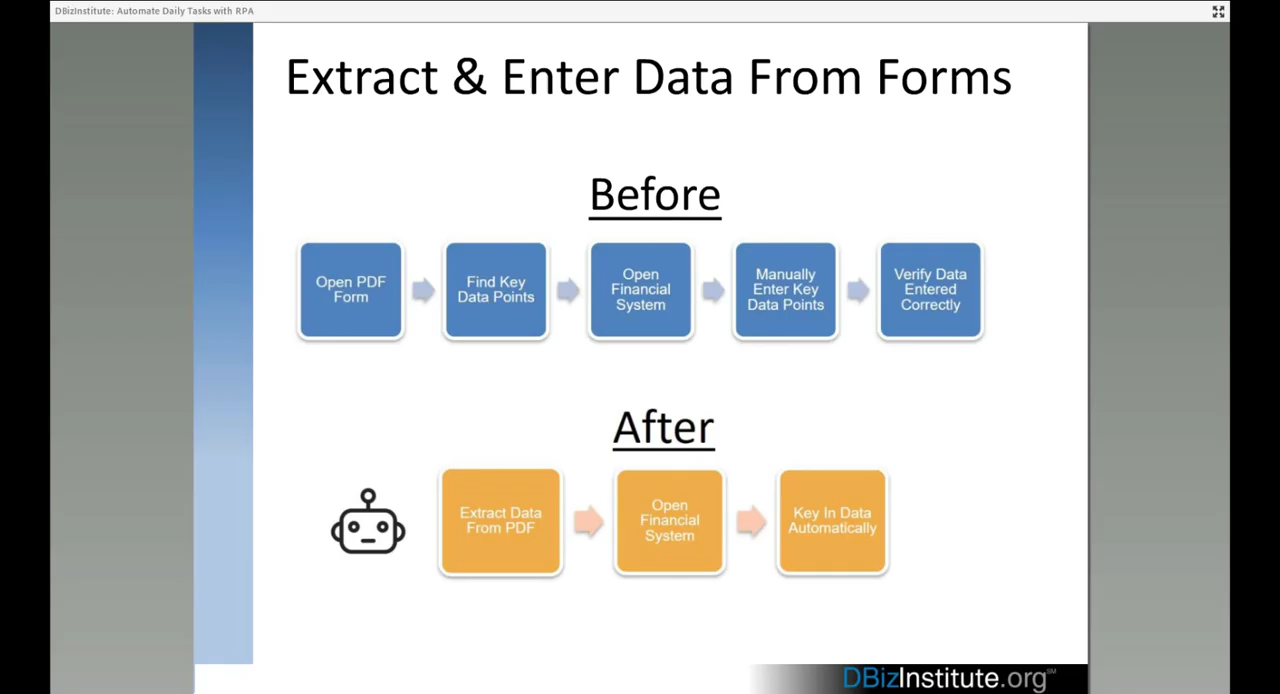 DBizInstitute: Automate Daily Tasks with RPA
Extract & Enter Data From Forms
Before
Open PDF
Form
Find Key
Data Points
Open
Financial
System
Manually
Enter Key
Data Points
Verify Data
Entered
Correctly
After
Extract Data
From PDF
Open
Financial
System
Key In Data
Automatically
DBizInstitute.org℠